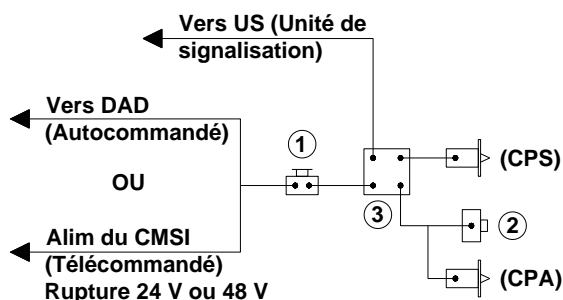 Vers US (Unité de
signalisation)
Vers DAD
(Autocommandé)
OU
Alim du CMSI
(Télécommandé)
Rupture 24 V ou 48 V
1
3
(CPS)
2
(CPA)